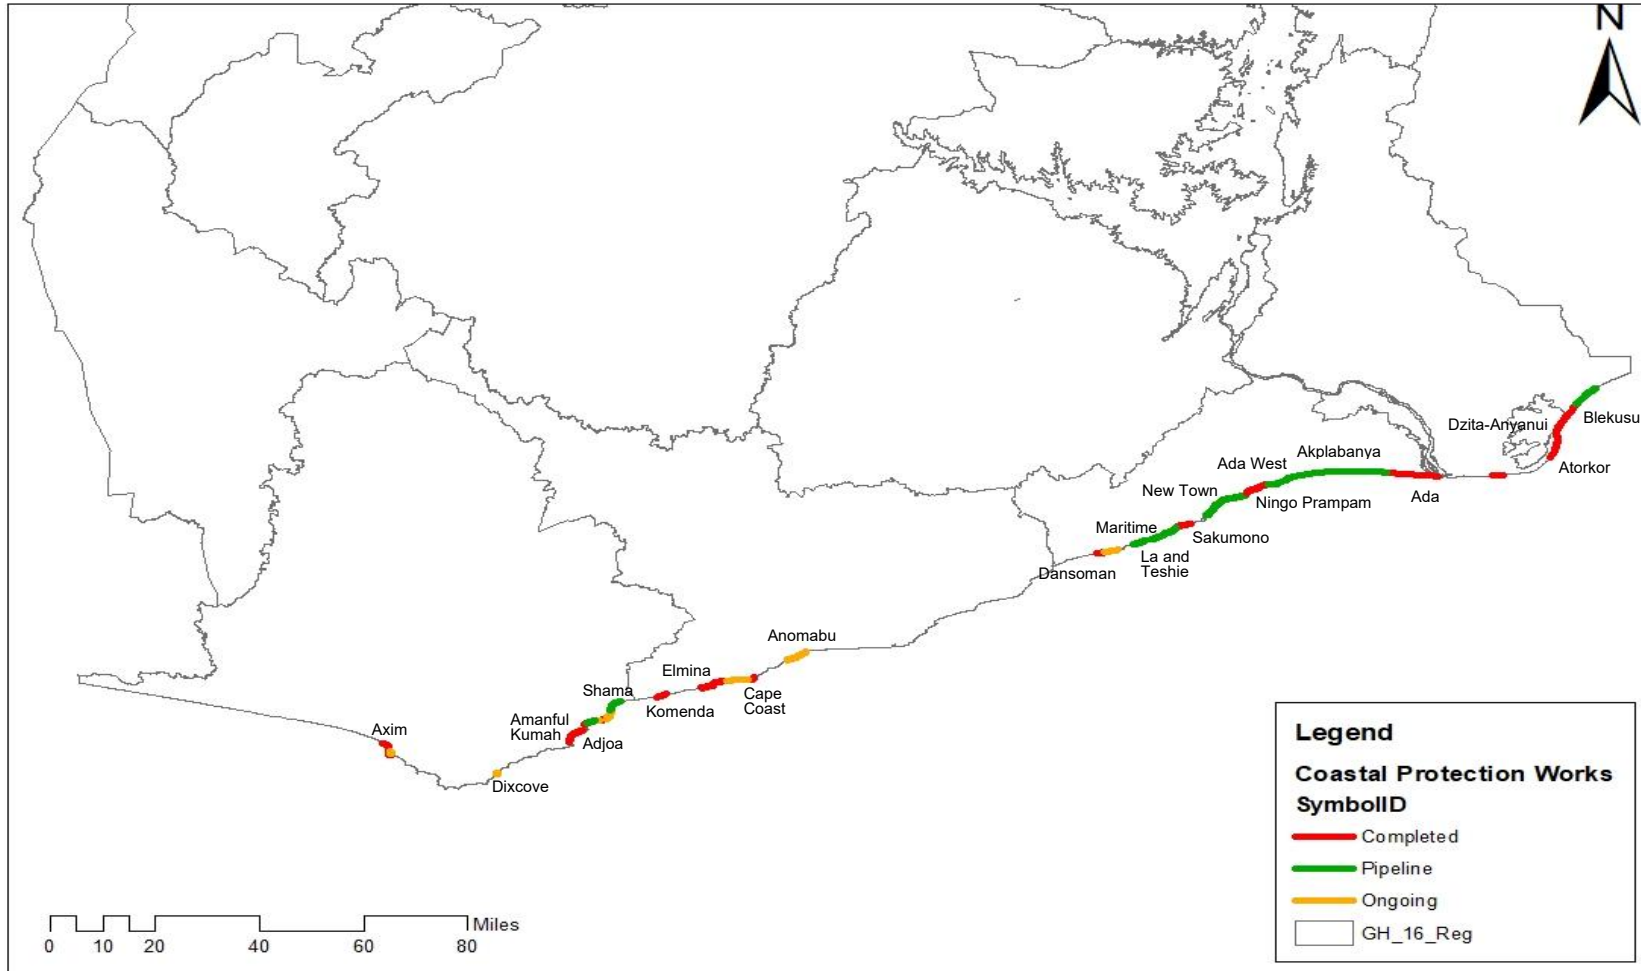 N
Dzita-Anyanui
Blekusu
Akplabanya
Ada West
Atorkor
New Town
Ningo Prampam
Ada
Maritime
Sakumono
La and
Teshie
Dansoman
Anomabu
Elmina
Shama
Cape
Coast
Komenda
Amanful
Kumah
Adjoa
Axim
Dixcove
Legend
Coastal Protection Works
SymbolID
Completed
Pipeline
Ongoing
GH_16_Reg
Miles
0 10 20 40 60 80